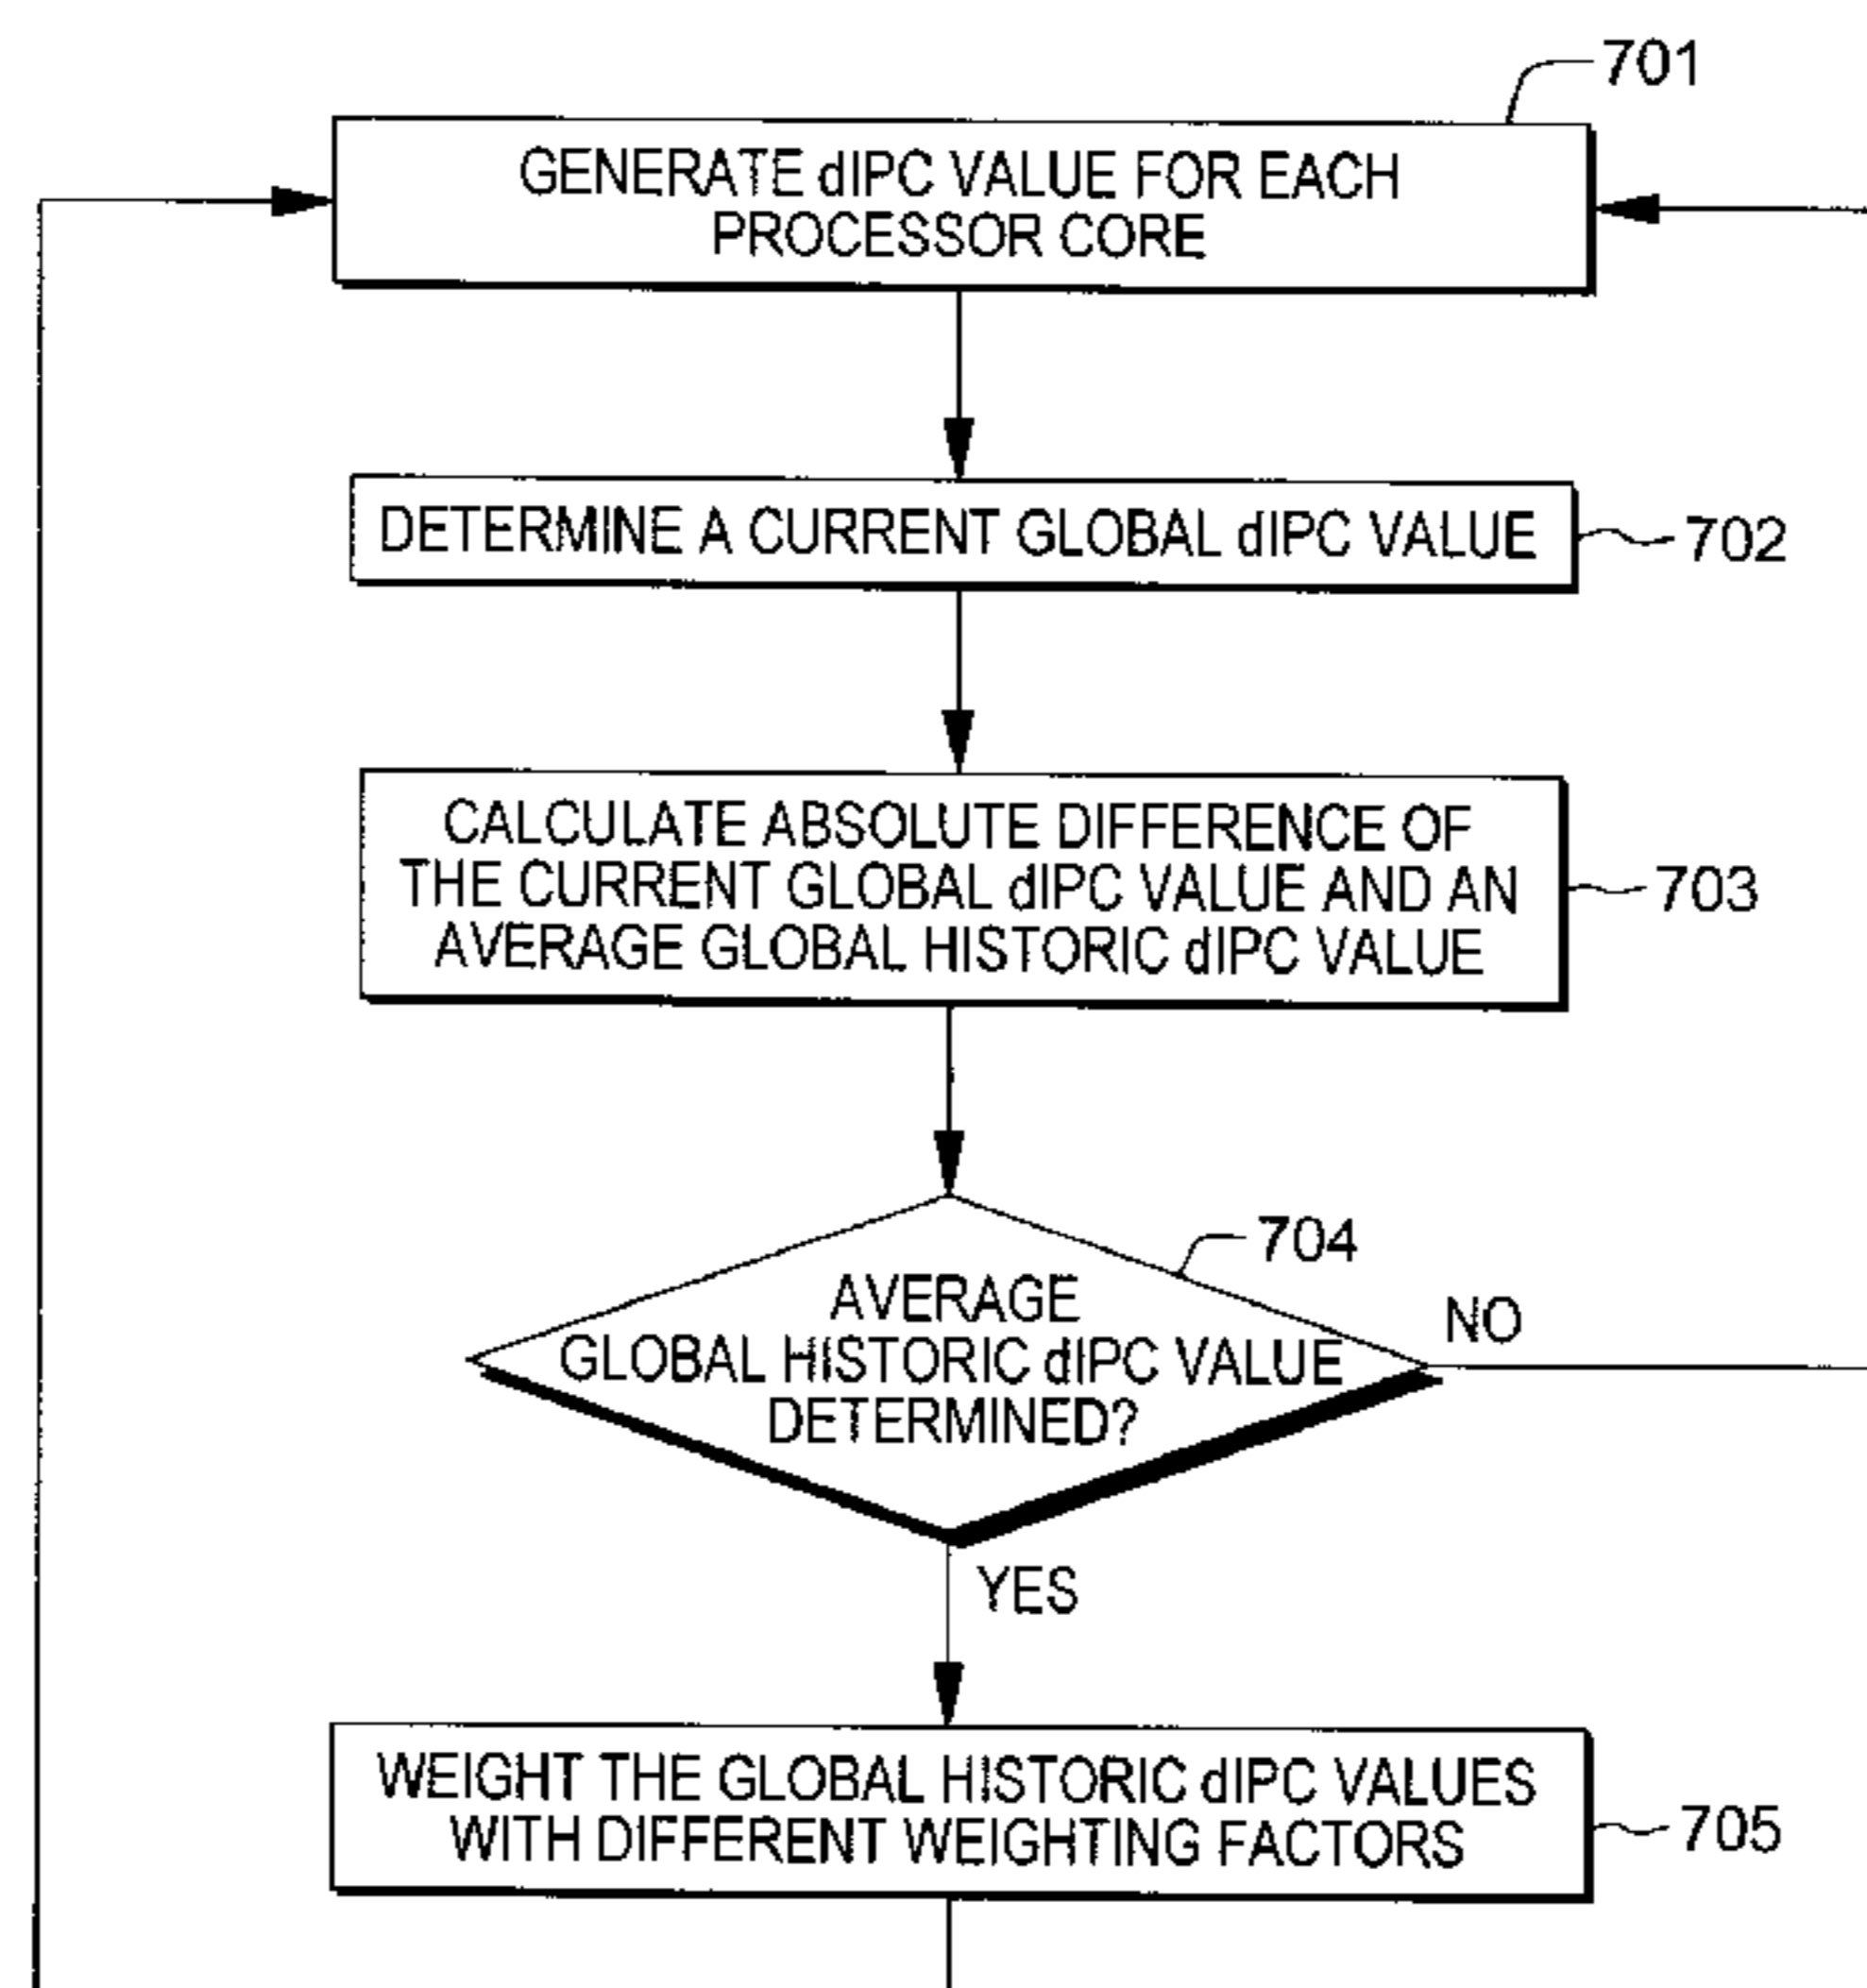 701
GENERATE dIPC VALUE FOR EACH
PROCESSOR CORE
DETERMINE A CURRENT GLOBAL dIPC VALUE
702
CALCULATE ABSOLUTE DIFFERENCE OF
THE CURRENT GLOBAL dIPC VALUE AND AN
AVERAGE GLOBAL HISTORIC dIPC VALUE
703
704
AVERAGE
GLOBAL HISTORIC dIPC VALUE
DETERMINED?
NO
YES
WEIGHT THE GLOBAL HISTORIC dIPC VALUES
WITH DIFFERENT WEIGHTING FACTORS
705